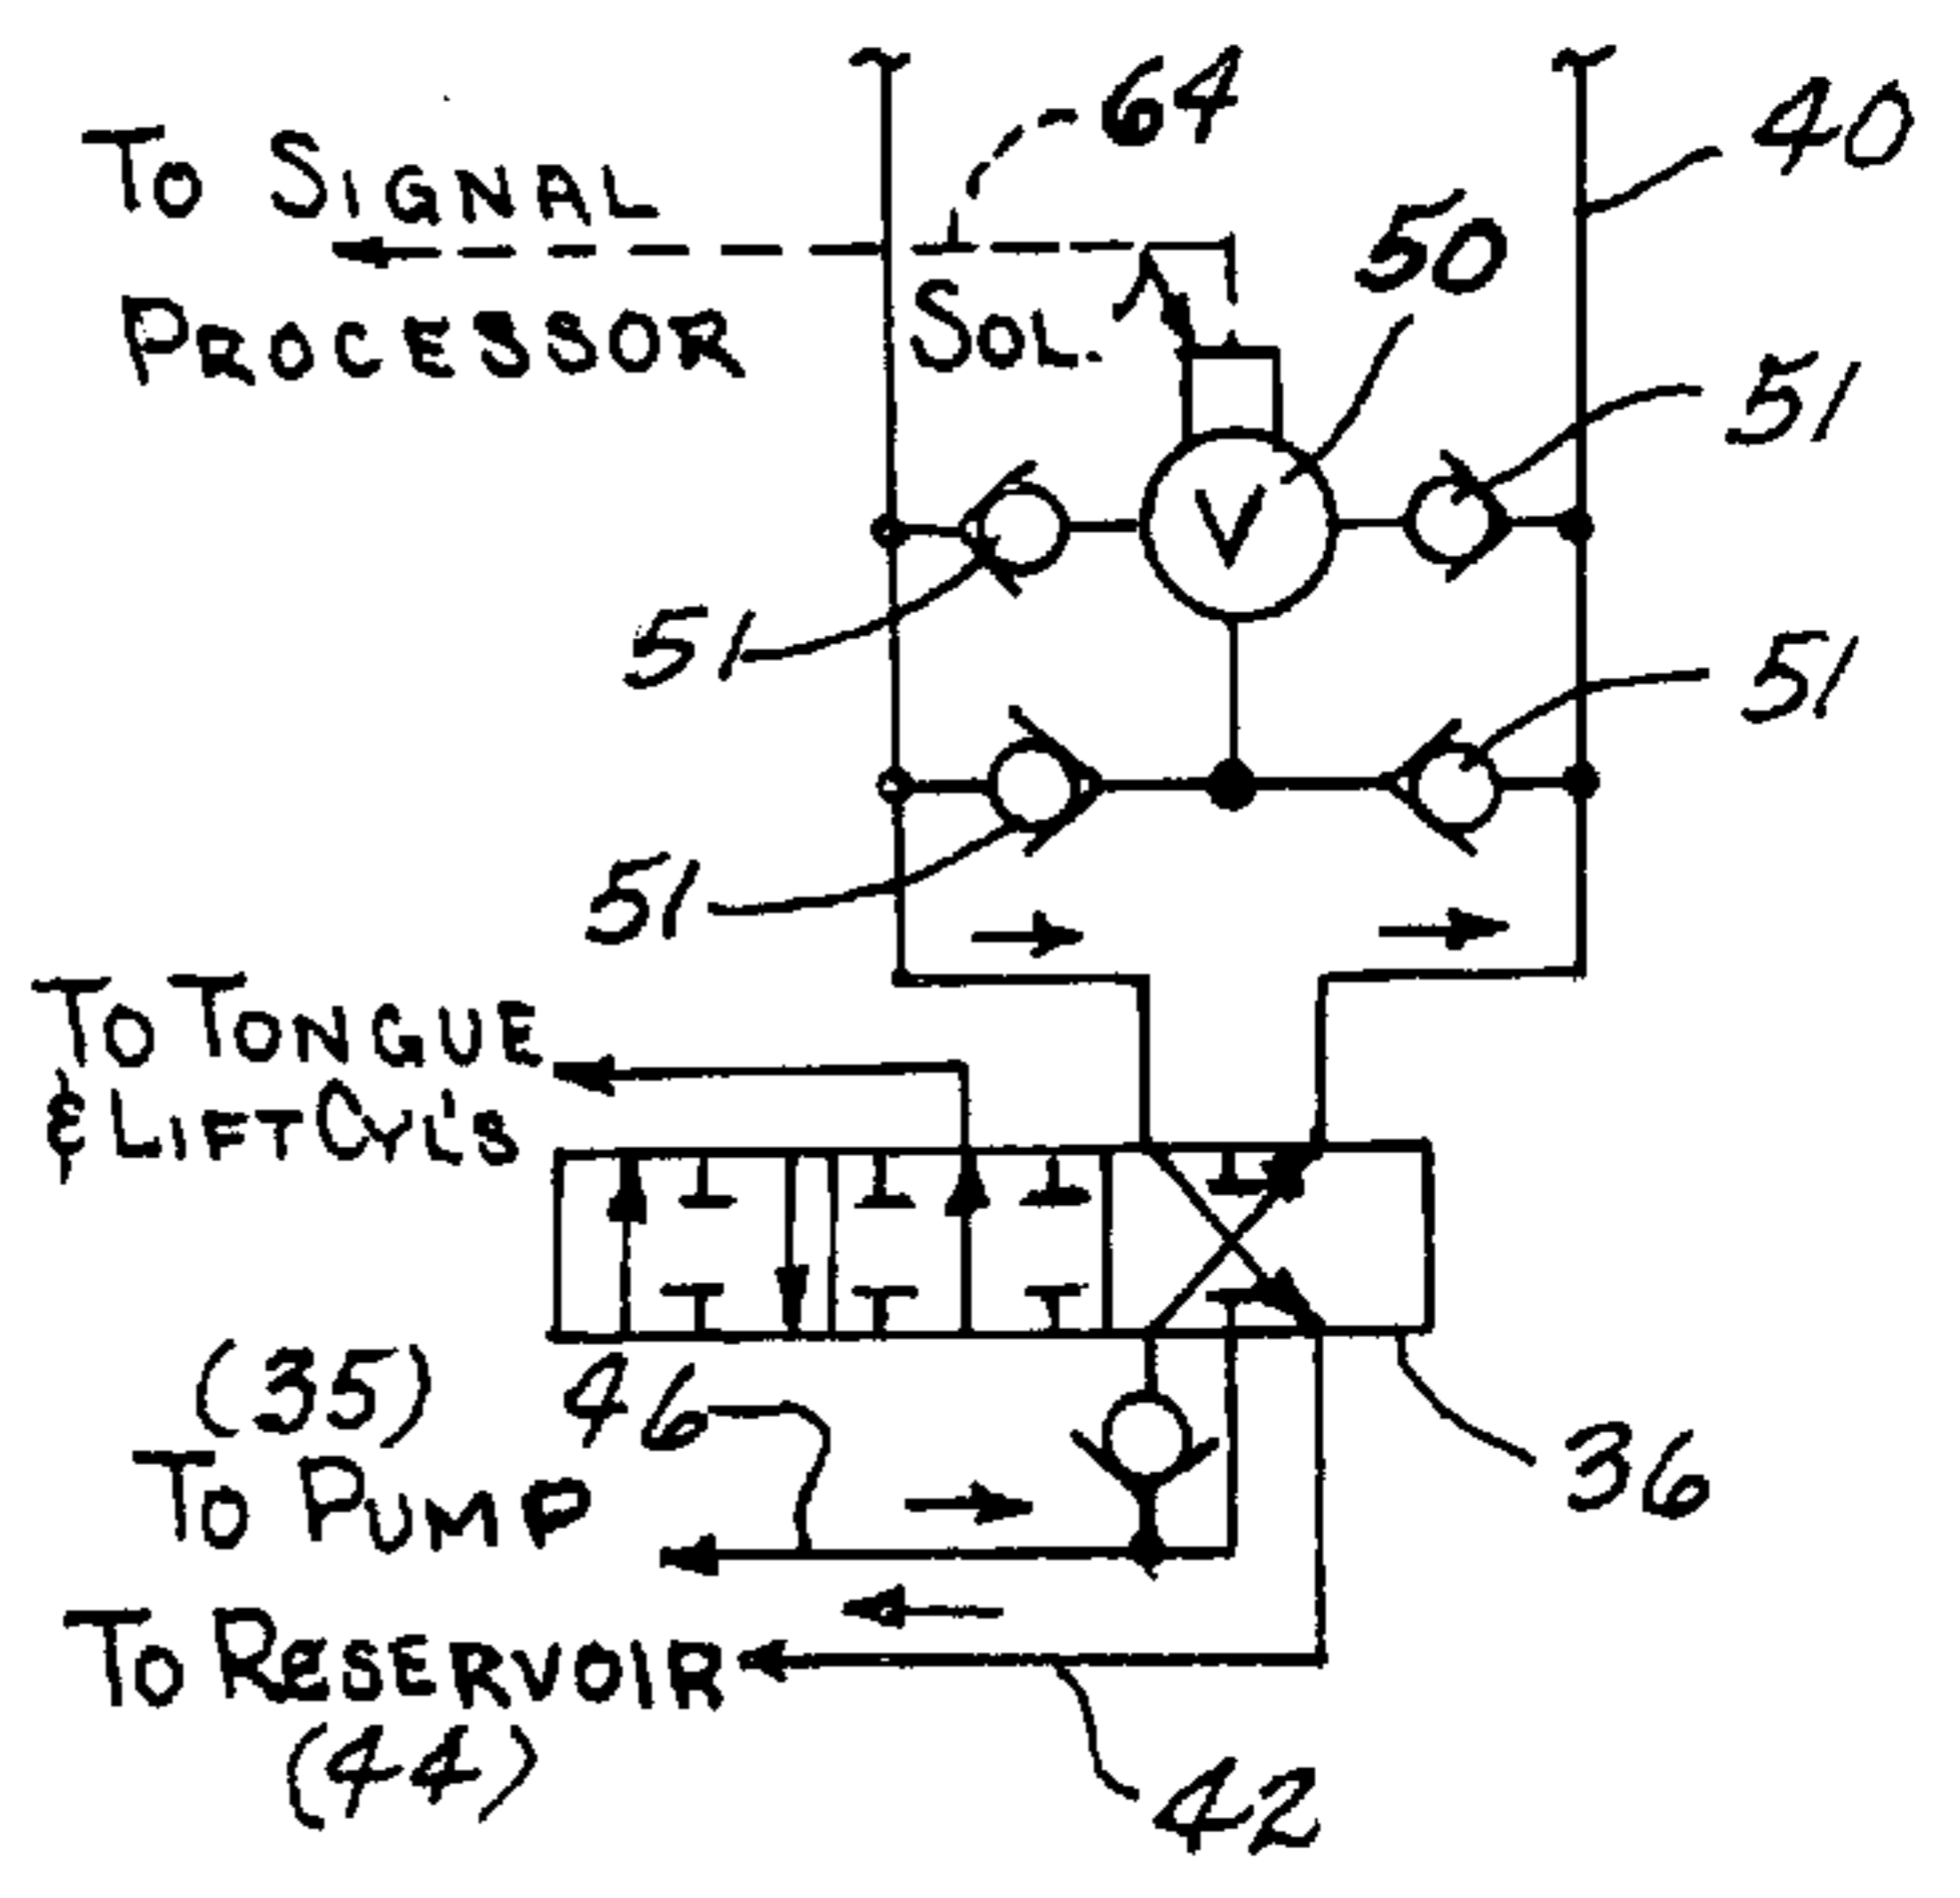 64
40
TO SIGNAL
PROCESSOR
SOL.
50
51
V
51
51
51
TO TONGUE
& LIFT CYL'S
(35)
46
TO PUMP
36
TO RESERVOIR
(44)
42